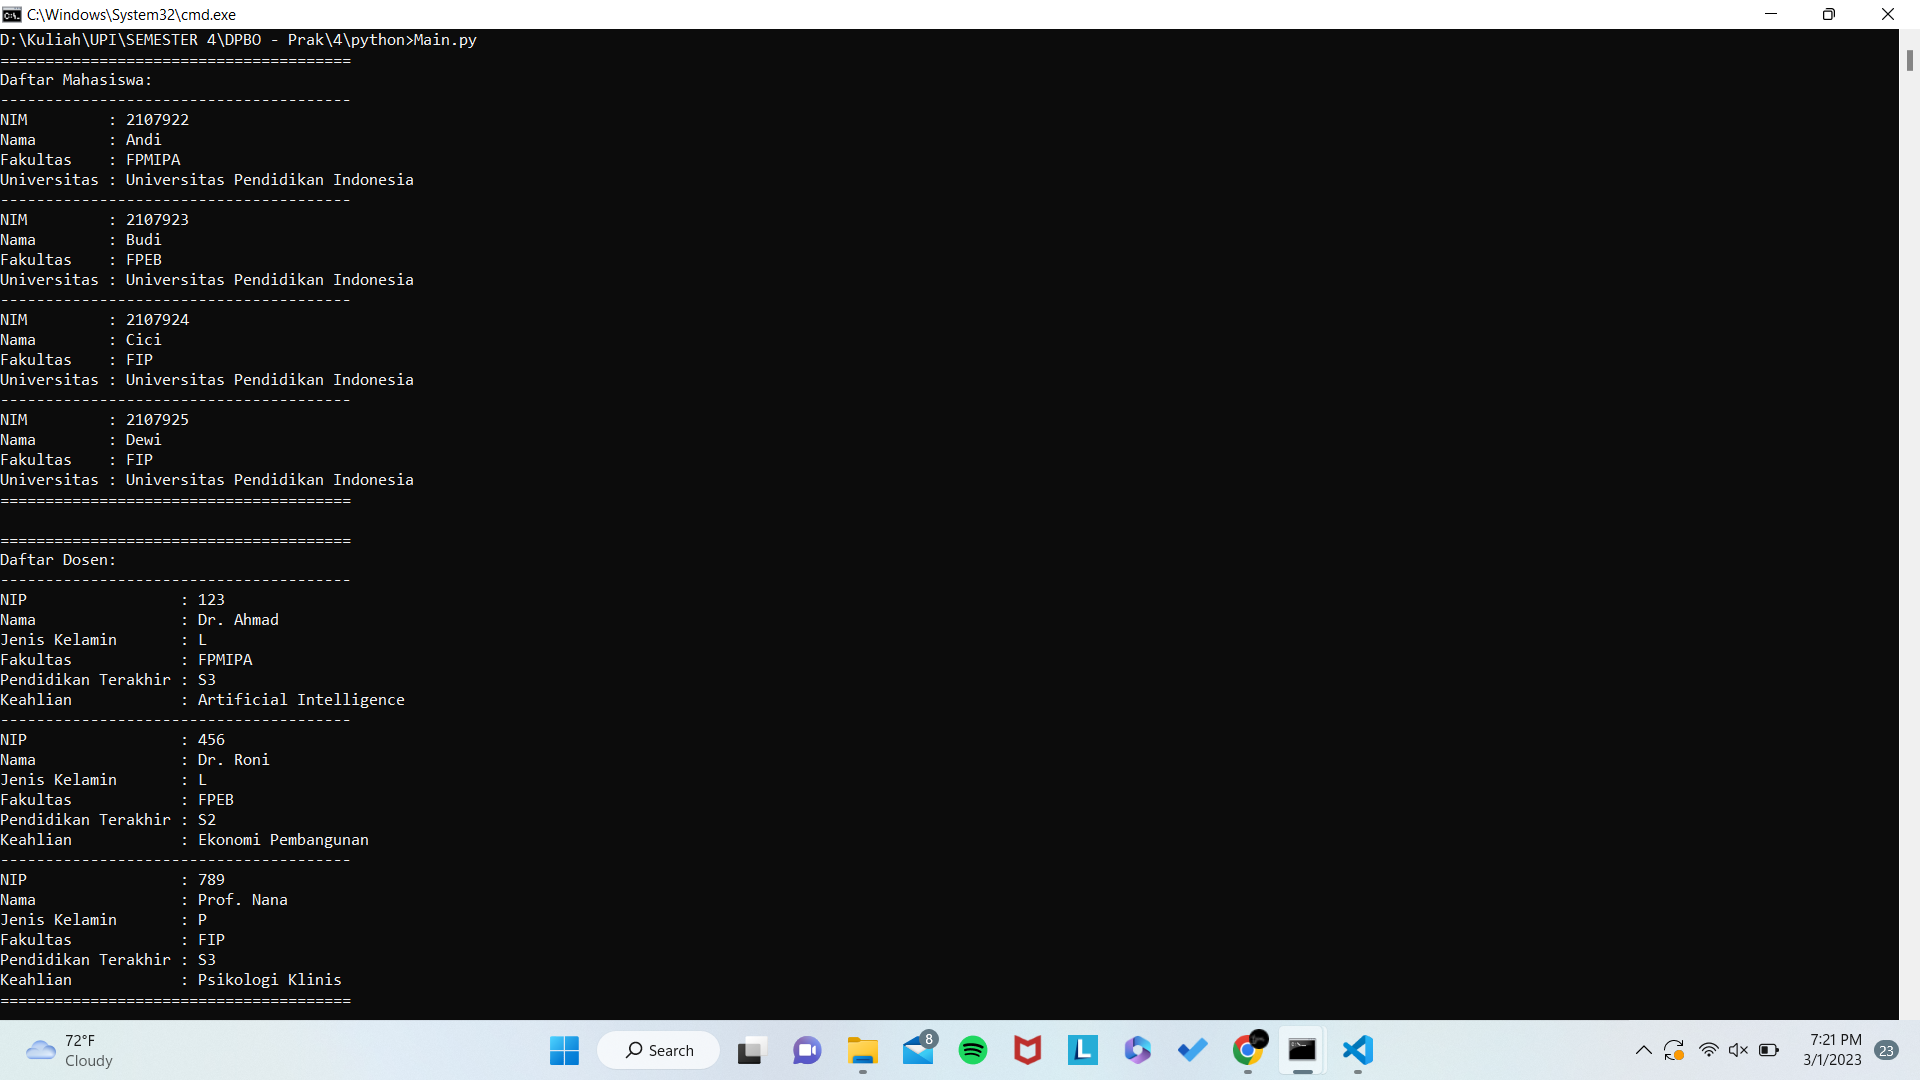 C:\Windows\System32\cmd.exe
D:\Kuliah\UPI\SEMESTER 4\DPBO - Prak\4\python>Main.py
=======================================
Daftar Mahasiswa:
---------------------------------------
NIM         : 2107922
Nama        : Andi
Fakultas    : FPMIPA
Universitas : Universitas Pendidikan Indonesia
---------------------------------------
NIM         : 2107923
Nama        : Budi
Fakultas    : FPEB
Universitas : Universitas Pendidikan Indonesia
---------------------------------------
NIM         : 2107924
Nama        : Cici
Fakultas    : FIP
Universitas : Universitas Pendidikan Indonesia
---------------------------------------
NIM         : 2107925
Nama        : Dewi
Fakultas    : FIP
Universitas : Universitas Pendidikan Indonesia
=======================================

=======================================
Daftar Dosen:
---------------------------------------
NIP                 : 123
Nama                : Dr. Ahmad
Jenis Kelamin       : L
Fakultas            : FPMIPA
Pendidikan Terakhir : S3
Keahlian            : Artificial Intelligence
---------------------------------------
NIP                 : 456
Nama                : Dr. Roni
Jenis Kelamin       : L
Fakultas            : FPEB
Pendidikan Terakhir : S2
Keahlian            : Ekonomi Pembangunan
---------------------------------------
NIP                 : 789
Nama                : Prof. Nana
Jenis Kelamin       : P
Fakultas            : FIP
Pendidikan Terakhir : S3
Keahlian            : Psikologi Klinis
=======================================
72°F
Cloudy
Search
8
L
7:21 PM
3/1/2023
23